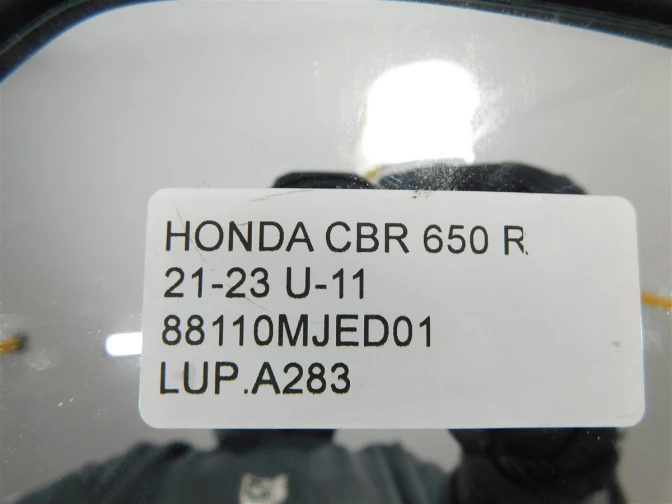 HONDA CBR 650 R
21-23 U-11
88110MJED01
LUP.A283